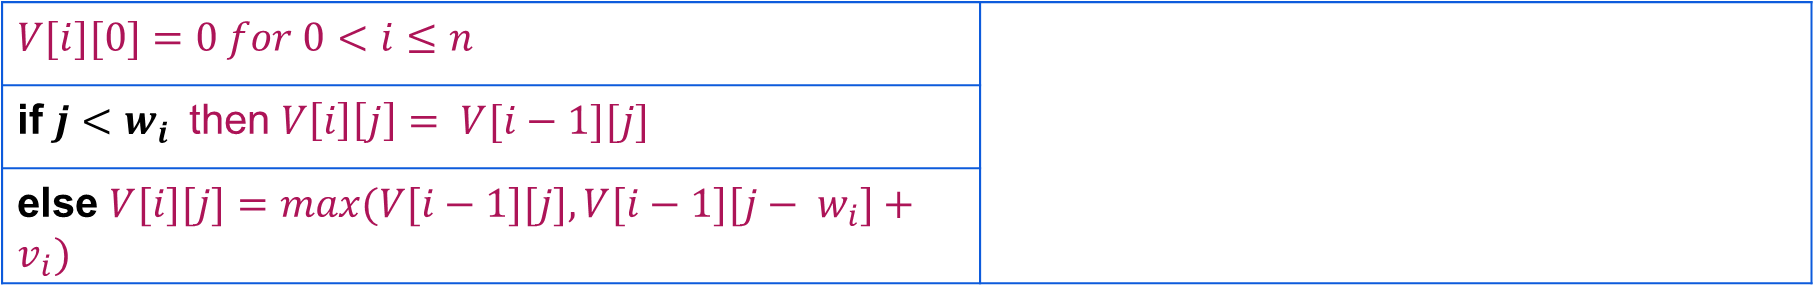 V[i][0] = 0 for 0 < i ≤ n
if j < wᵢ then V[i][j] = V[i − 1][j]
else V[i][j] = max(V[i − 1][j], V[i − 1][j − wᵢ] +
vᵢ)